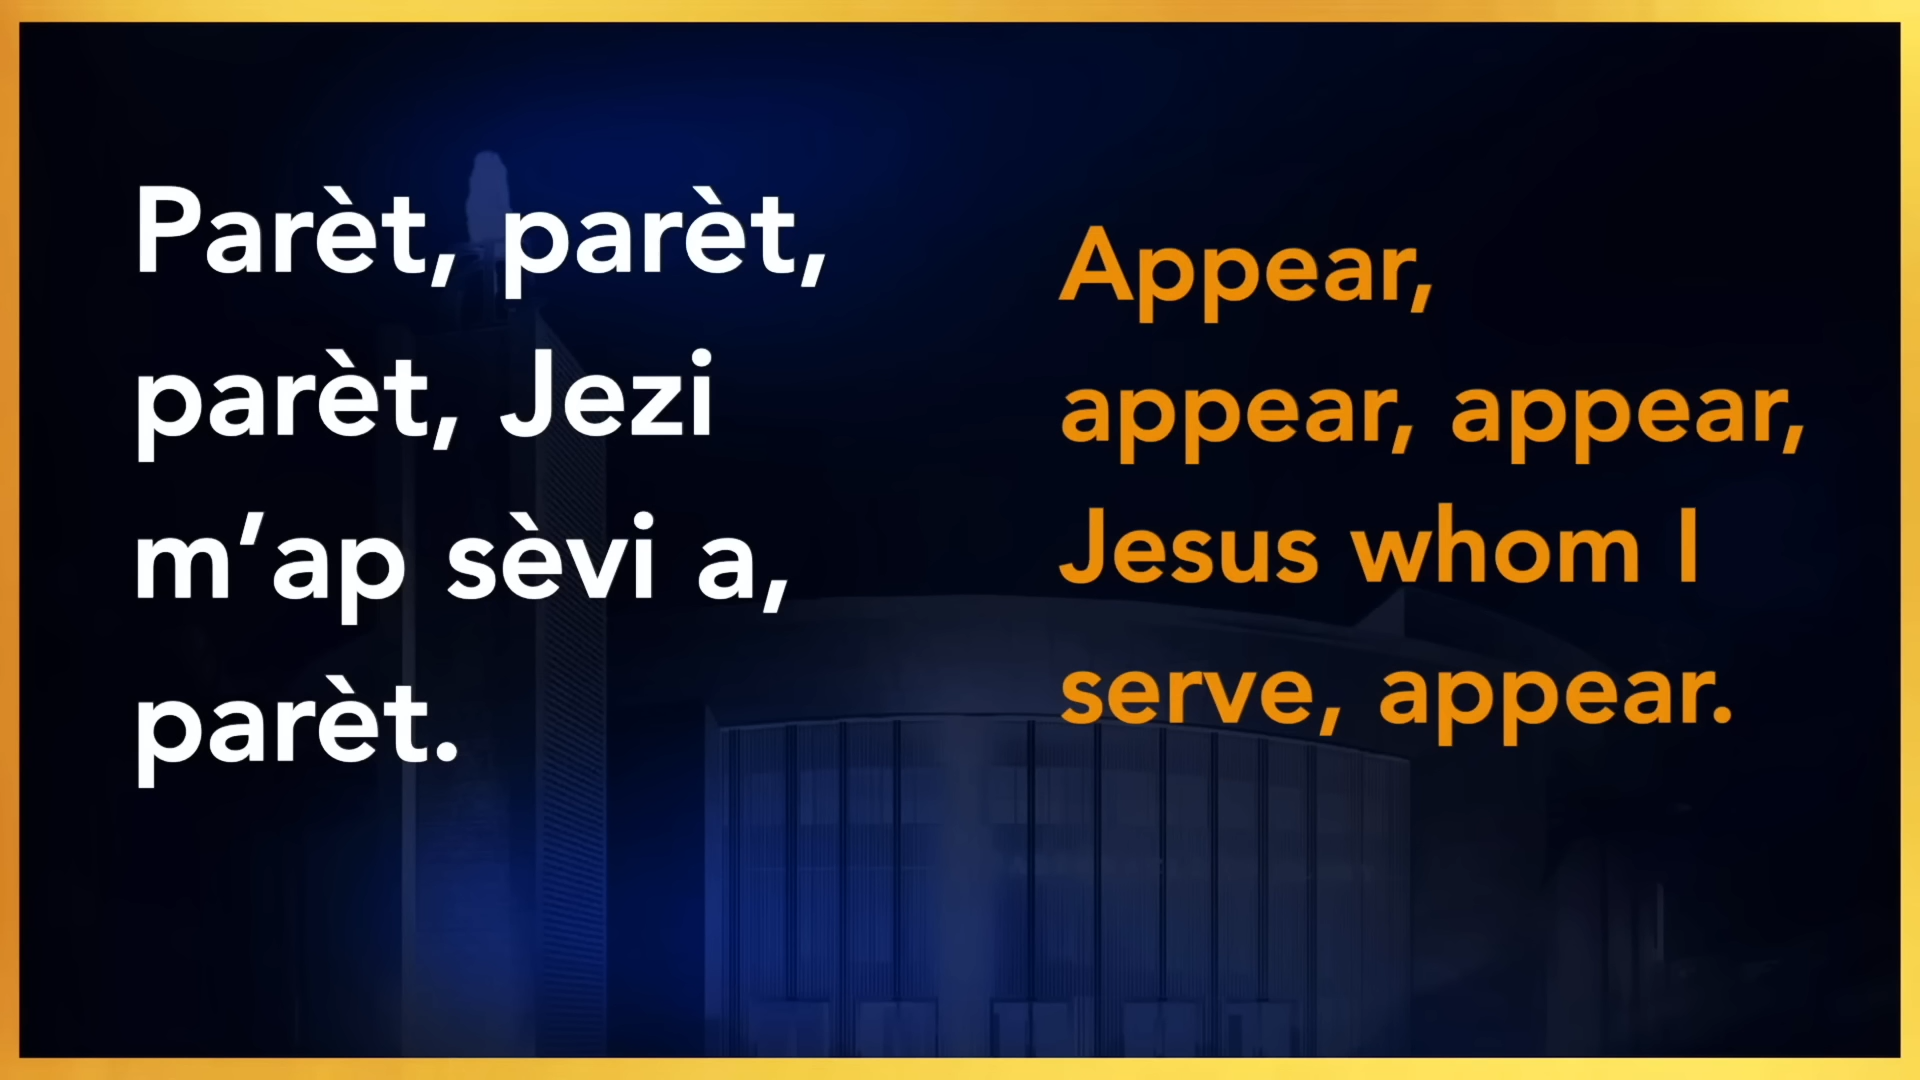 Parèt, parèt,
parèt, Jezi
m’ap sèvi a,
parèt.
Appear,
appear, appear,
Jesus whom I
serve, appear.